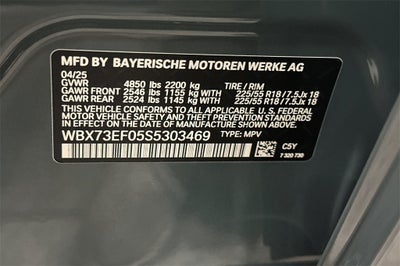 MFD BY BAYERISCHE MOTOREN WERKE AG
04/25
GVWR 4850 lbs 2200 kg TIRE / RIM
GAWR FRONT 2546 lbs 1155 kg 225/55 R18 / 7.5Jx 18
GAWR REAR 2524 lbs 1145 kg 225/55 R18 / 7.5Jx 18
THIS VEHICLE CONFORMS TO ALL APPLICABLE U. S. FEDERAL
MOTOR VEHICLE SAFETY, BUMPER, AND THEFT PREVENTION
STANDARDS IN EFFECT ON THE DATE OF MANUFACTURE SHOWN ABOVE.
WBX73EF05S5303469 TYPE: MPV
C5Y
7 320 730